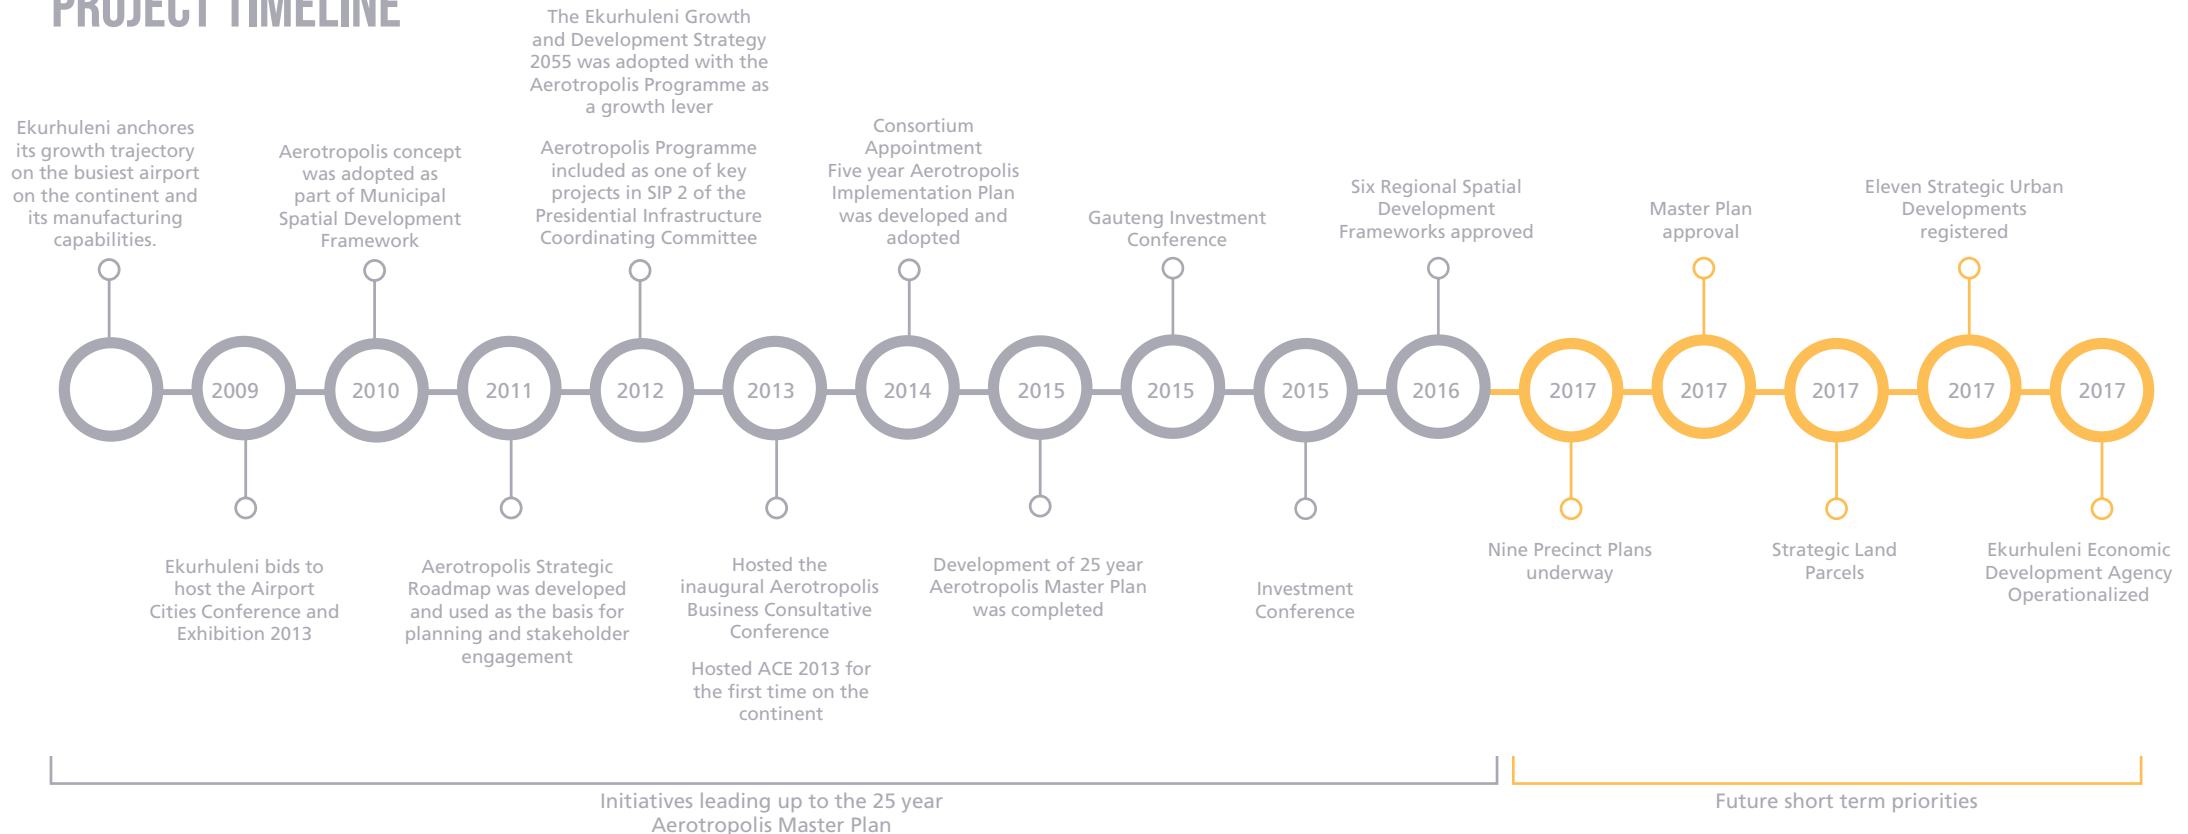 PROJECT TIMELINE
Ekurhuleni anchores
its growth trajectory
on the busiest airport
on the continent and
its manufacturing
capabilities.
Aerotropolis concept
was adopted as
part of Municipal
Spatial Development
Framework
The Ekurhuleni Growth
and Development Strategy
2055 was adopted with the
Aerotropolis Programme as
a growth lever
Aerotropolis Programme
included as one of key
projects in SIP 2 of the
Presidential Infrastructure
Coordinating Committee
Consortium
Appointment
Five year Aerotropolis
Implementation Plan
was developed and
adopted
Gauteng Investment
Conference
Six Regional Spatial
Development
Frameworks approved
Master Plan
approval
Eleven Strategic Urban
Developments
registered
2009
2010
2011
2012
2013
2014
2015
2015
2015
2016
2017
2017
2017
2017
2017
Ekurhuleni bids to
host the Airport
Cities Conference and
Exhibition 2013
Aerotropolis Strategic
Roadmap was developed
and used as the basis for
planning and stakeholder
engagement
Hosted the
inaugural Aerotropolis
Business Consultative
Conference
Hosted ACE 2013 for
the first time on the
continent
Development of 25 year
Aerotropolis Master Plan
was completed
Investment
Conference
Nine Precinct Plans
underway
Strategic Land
Parcels
Ekurhuleni Economic
Development Agency
Operationalized
Initiatives leading up to the 25 year
Aerotropolis Master Plan
Future short term priorities